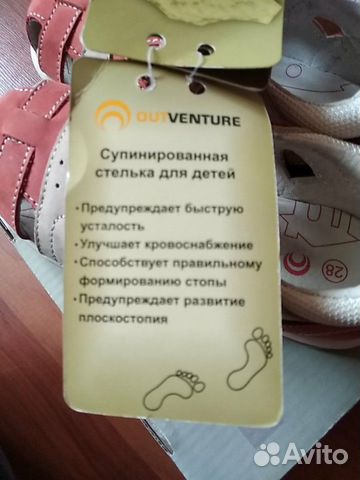 OUTVENTURE
Супинированная
стелька для детей
• Предупреждает быструю
усталость
• Улучшает кровоснабжение
• Способствует правильному
формированию стопы
• Предупреждает развитие
плоскостопия
28
Avito